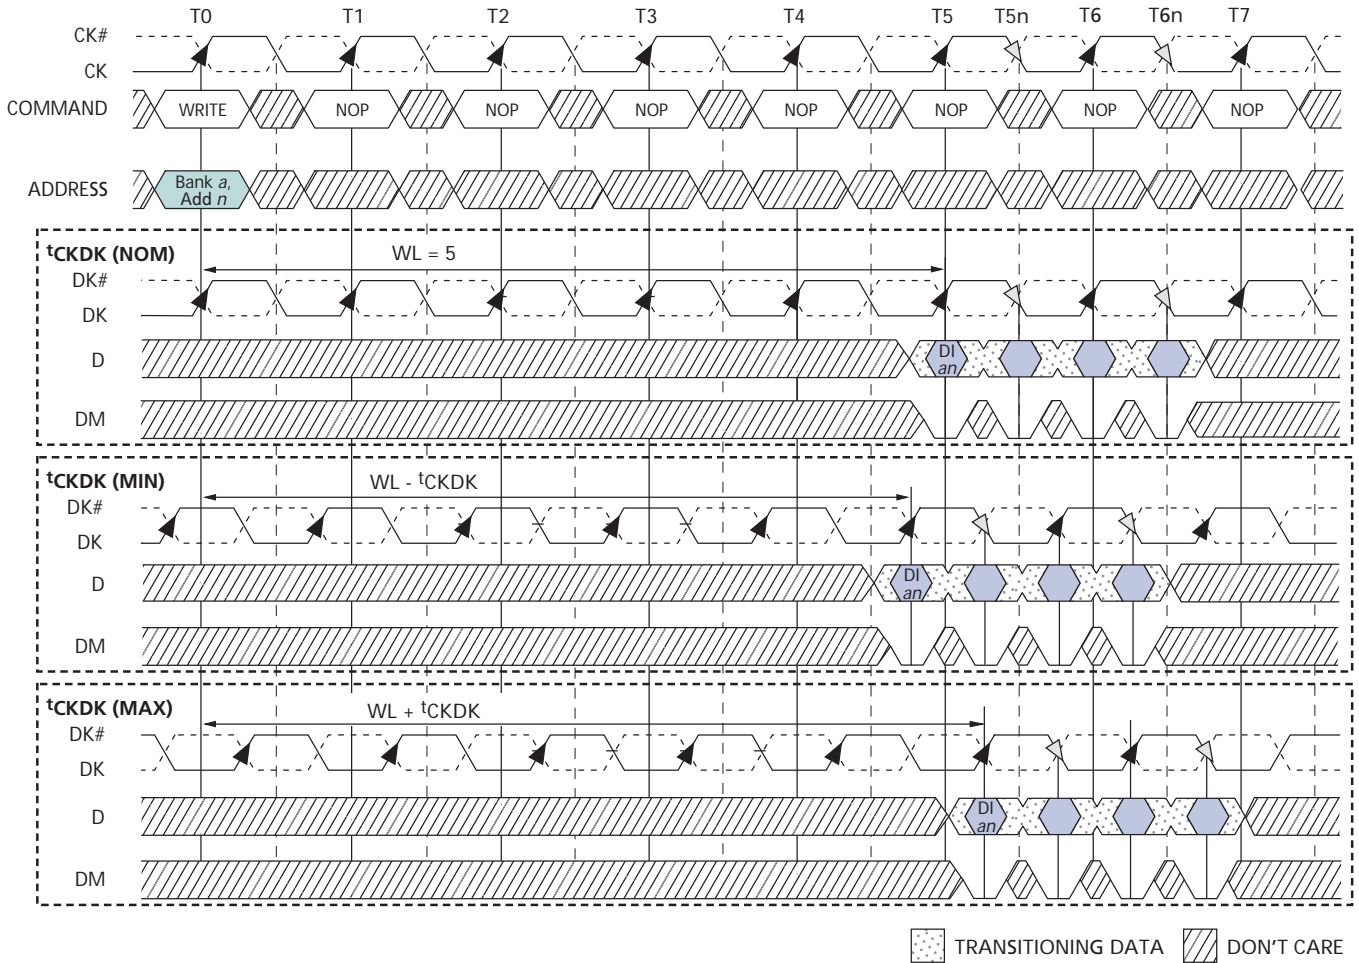 T0 T1 T2 T3 T4 T5 T5n T6 T6n T7
CK#
CK
COMMAND WRITE NOP NOP NOP NOP NOP NOP NOP
ADDRESS Bank a,
Add n
tCKDK (NOM)
WL = 5
DK#
DK
D DI
an
DM
tCKDK (MIN)
WL - tCKDK
DK#
DK
D DI
an
DM
tCKDK (MAX)
WL + tCKDK
DK#
DK
D DI
an
DM
TRANSITIONING DATA DON'T CARE